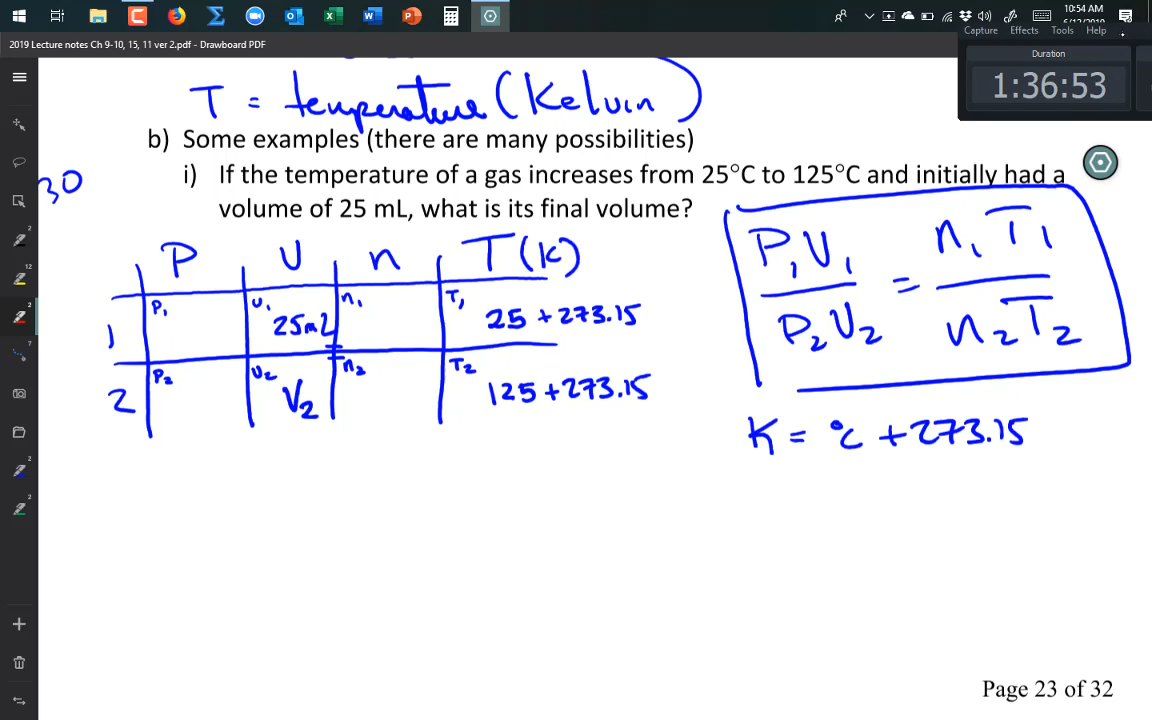 10:54 AM
2019 Lecture notes Ch 9-10, 15, 11 ver 2.pdf - Drawboard PDF
Capture Effects Tools Help
Duration
1:36:53
T = temperature (Kelvin)
b) Some examples (there are many possibilities)
30
i) If the temperature of a gas increases from 25°C to 125°C and initially had a
volume of 25 mL, what is its final volume?
P V n T(K)
1 P₁ V₁ 25mL n₁ T₁ 25 + 273.15
2 P₂ V₂ V₂ n₂ T₂ 125 + 273.15
P₁V₁ / P₂V₂ = n₁T₁ / n₂T₂
K = °C + 273.15
Page 23 of 32